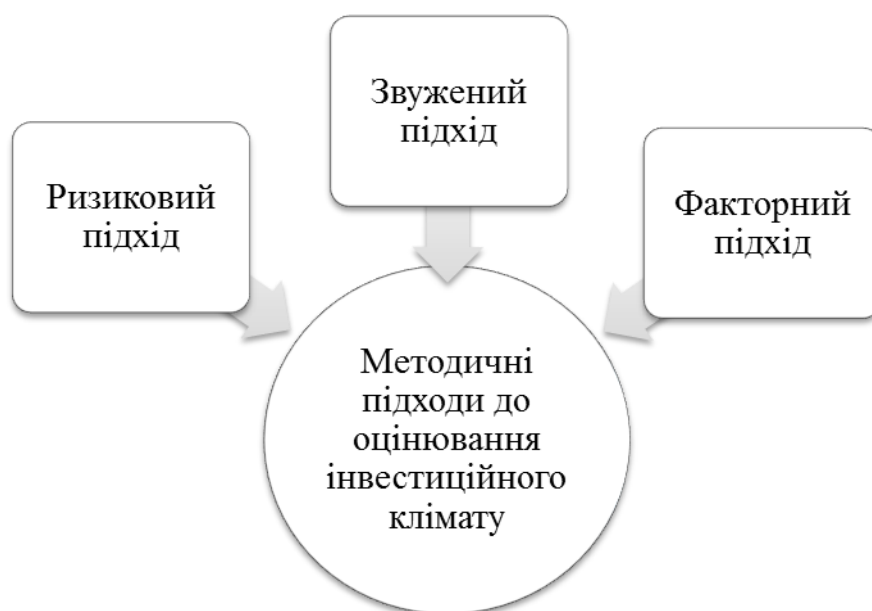 Звужений
підхід
Ризиковий
підхід
Факторний
підхід
Методичні
підходи до
оцінювання
інвестиційного
клімату